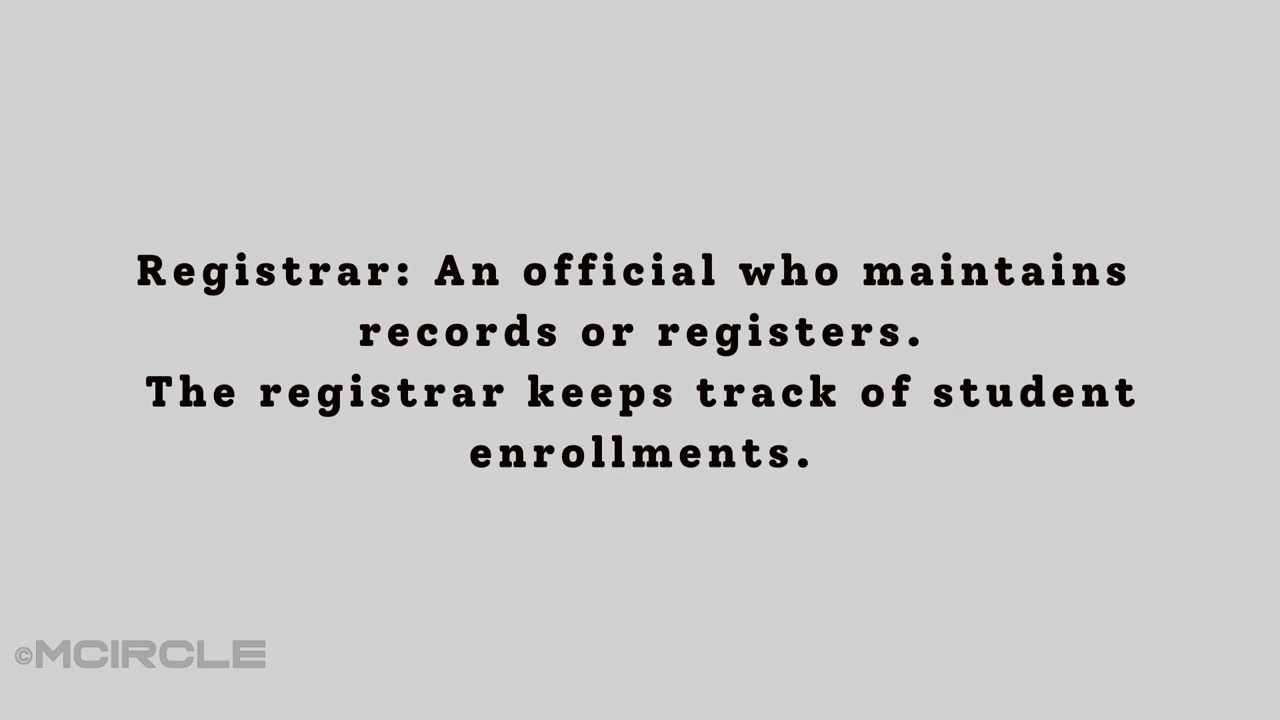 Registrar: An official who maintains
records or registers.
The registrar keeps track of student
enrollments.
©MCIRCLE